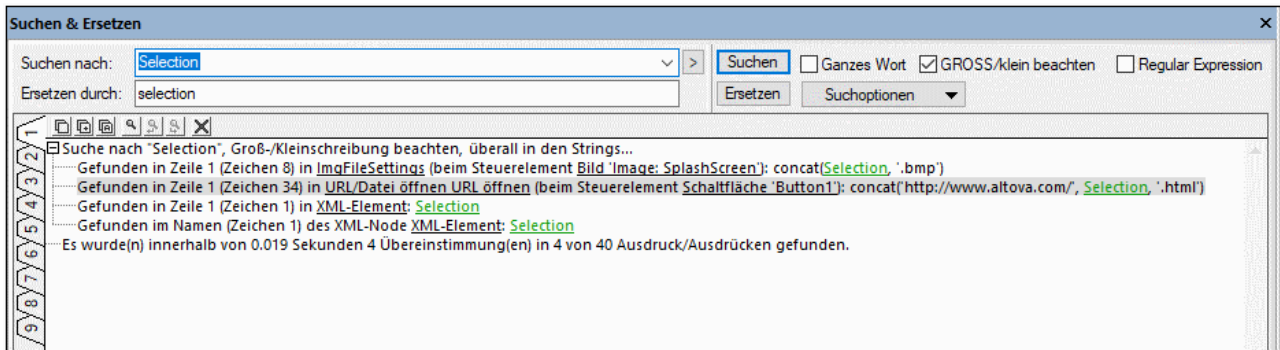 Suchen & Ersetzen
Suchen nach: Selection > Suchen Ganzes Wort GROSS/klein beachten Regular Expression
Ersetzen durch: selection Ersetzen Suchoptionen
Suche nach "Selection", Groß-/Kleinschreibung beachten, überall in den Strings...
Gefunden in Zeile 1 (Zeichen 8) in ImgFileSettings (beim Steuerelement Bild 'Image: SplashScreen'): concat(Selection, '.bmp')
Gefunden in Zeile 1 (Zeichen 34) in URL/Datei öffnen URL öffnen (beim Steuerelement Schaltfläche 'Button1'): concat('http://www.altova.com/', Selection, '.html')
Gefunden in Zeile 1 (Zeichen 1) in XML-Element: Selection
Gefunden im Namen (Zeichen 1) des XML-Node XML-Element: Selection
Es wurde(n) innerhalb von 0.019 Sekunden 4 Übereinstimmung(en) in 4 von 40 Ausdruck/Ausdrücken gefunden.
1
2
3
4
5
6
7
8
9